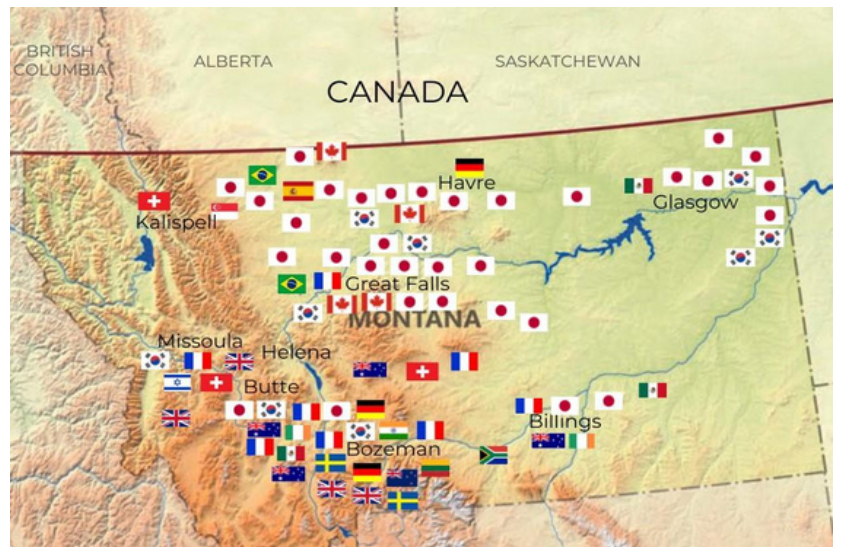 BRITISH
COLUMBIA
ALBERTA
SASKATCHEWAN
CANADA
Havre
Glasgow
Kalispell
Great Falls
MONTANA
Missoula
Helena
Butte
Billings
Bozeman